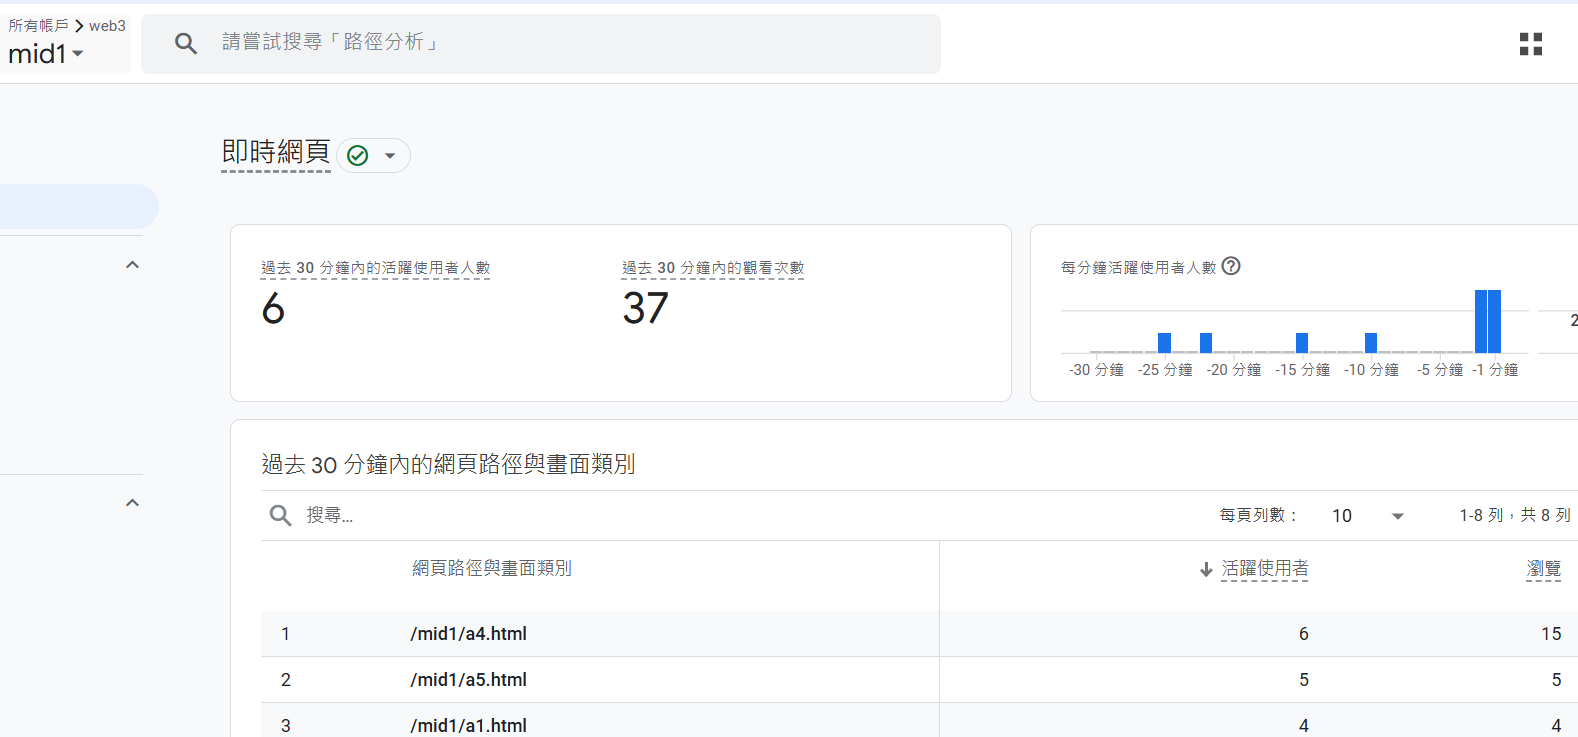 所有帳戶 > web3
mid1
請嘗試搜尋「路徑分析」
即時網頁
過去 30 分鐘內的活躍使用者人數
6
過去 30 分鐘內的觀看次數
37
每分鐘活躍使用者人數
2
-30 分鐘 -25 分鐘 -20 分鐘 -15 分鐘 -10 分鐘 -5 分鐘 -1 分鐘
過去 30 分鐘內的網頁路徑與畫面類別
搜尋...
每頁列數： 10 1-8 列，共 8 列
網頁路徑與畫面類別 活躍使用者 瀏覽
1 /mid1/a4.html 6 15
2 /mid1/a5.html 5 5
3 /mid1/a1.html 4 4